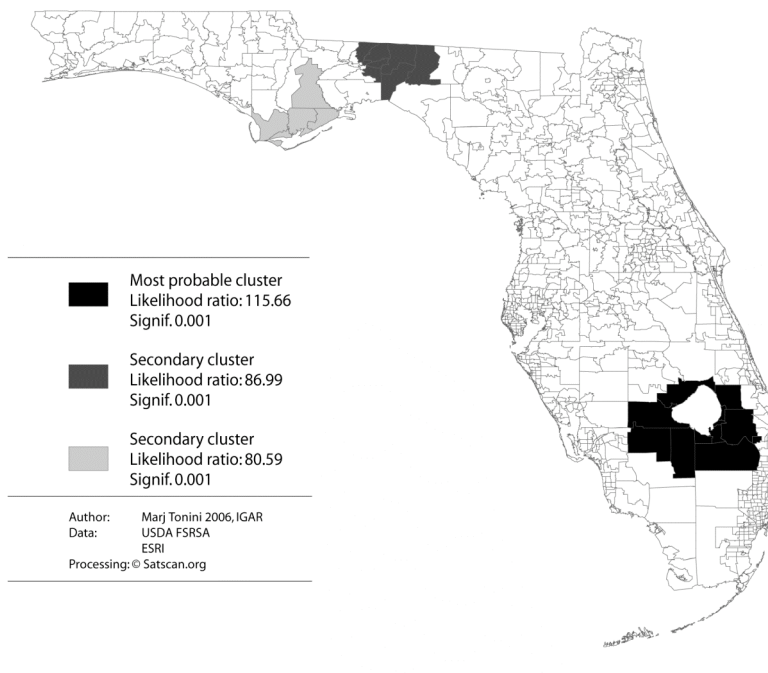 Most probable cluster
Likelihood ratio: 115.66
Signif. 0.001
Secondary cluster
Likelihood ratio: 86.99
Signif. 0.001
Secondary cluster
Likelihood ratio: 80.59
Signif. 0.001
Author: Marj Tonini 2006, IGAR
Data: USDA FSRSA
ESRI
Processing: © Satscan.org